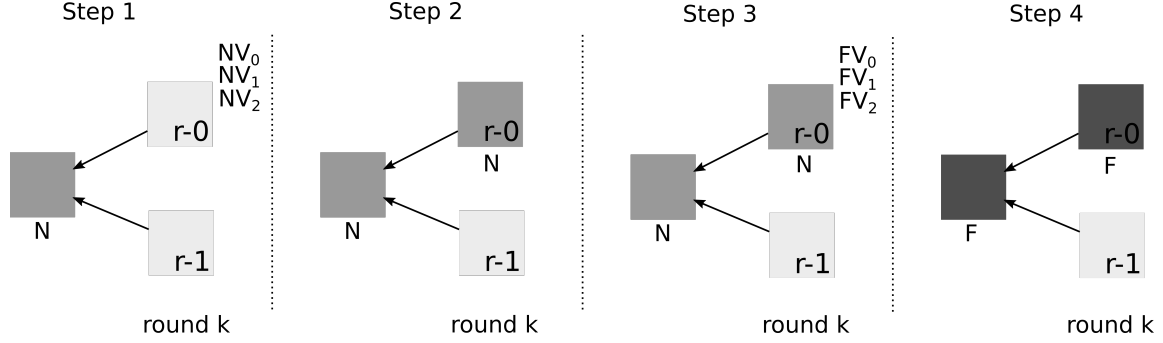 Step 1
NV₀
NV₁
NV₂
r-0
N
r-1
round k
Step 2
r-0
N
N
r-1
round k
Step 3
FV₀
FV₁
FV₂
r-0
N
N
r-1
round k
Step 4
r-0
F
F
r-1
round k